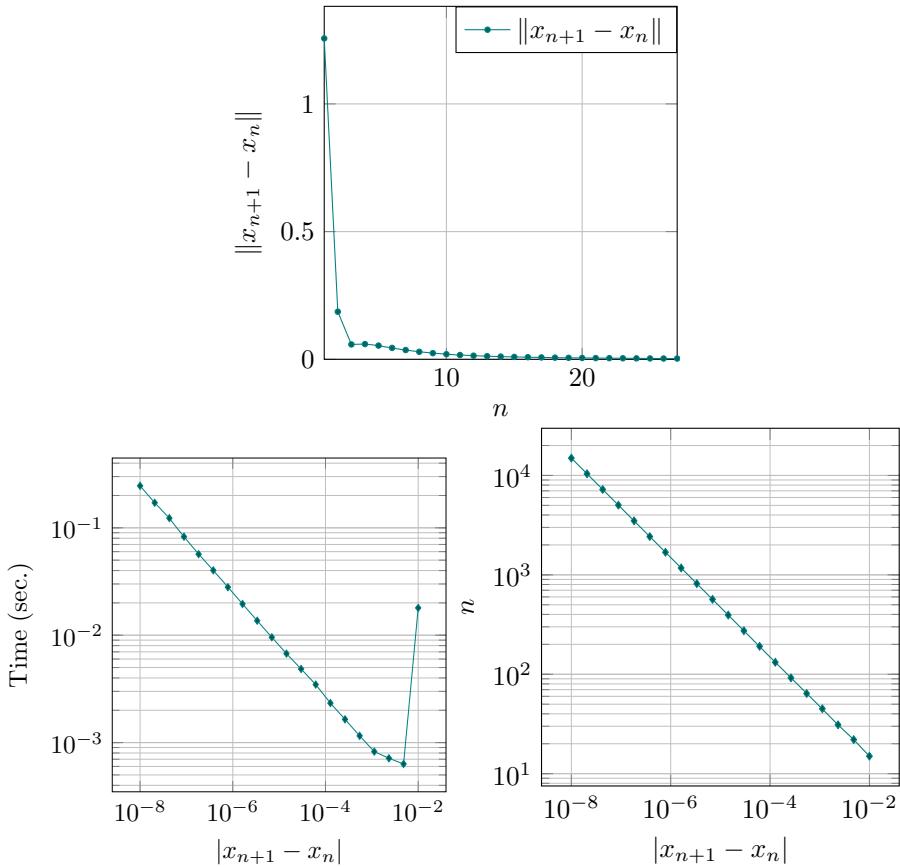 ‖x_{n+1} − x_n‖
1
0.5
0
‖x_{n+1} − x_n‖
10
20
n
10^{−1}
10^{−2}
10^{−3}
Time (sec.)
10^{−8}
10^{−6}
10^{−4}
10^{−2}
|x_{n+1} − x_n|
10^4
10^3
10^2
10^1
n
10^{−8}
10^{−6}
10^{−4}
10^{−2}
|x_{n+1} − x_n|